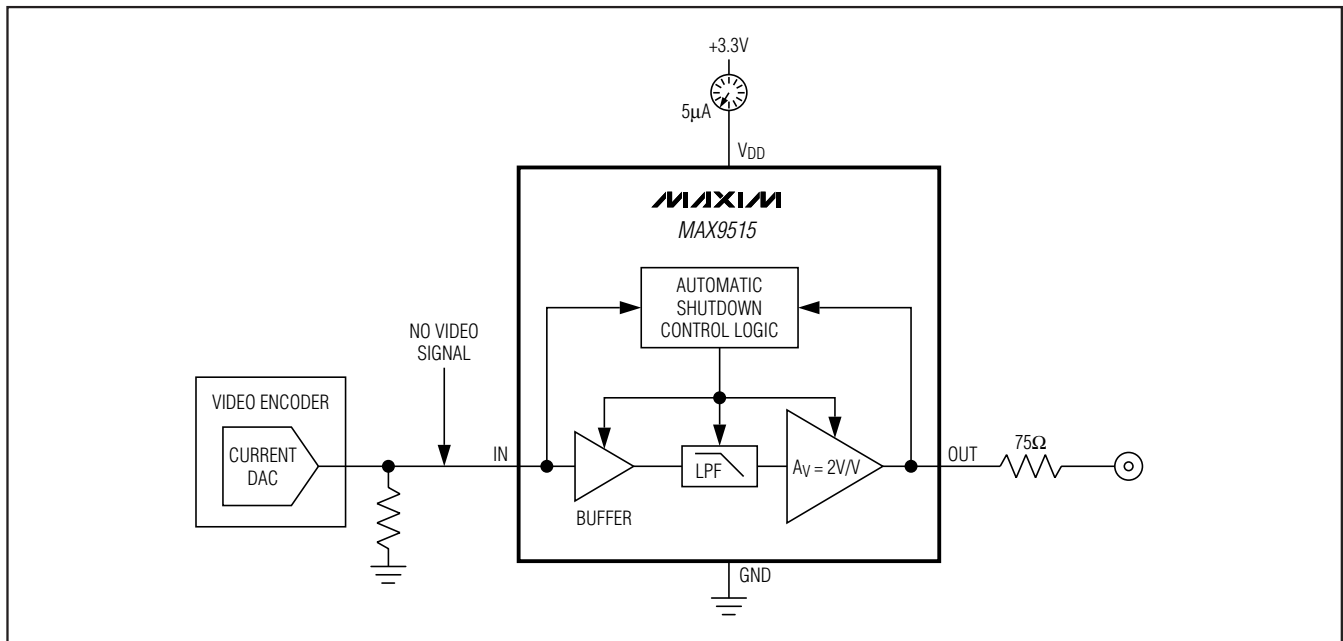 +3.3V
5μA
VDD
MAXIM
MAX9515
AUTOMATIC
SHUTDOWN
CONTROL LOGIC
NO VIDEO
SIGNAL
VIDEO ENCODER
CURRENT
DAC
IN
BUFFER
LPF
AV = 2V/V
OUT
75Ω
GND